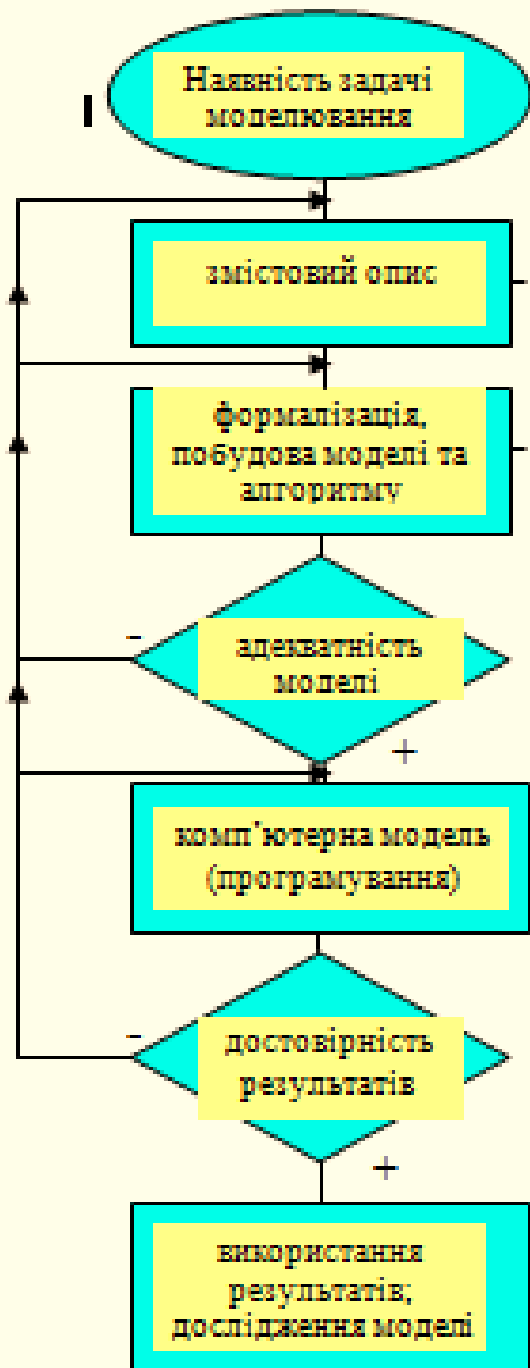 Наявність задачі
моделювання
змістовий опис
формалізація,
побудова моделі та
алгоритму
-
адекватність
моделі
+
комп'ютерна модель
(програмування)
-
достовірність
результатів
+
використання
результатів;
дослідження моделі